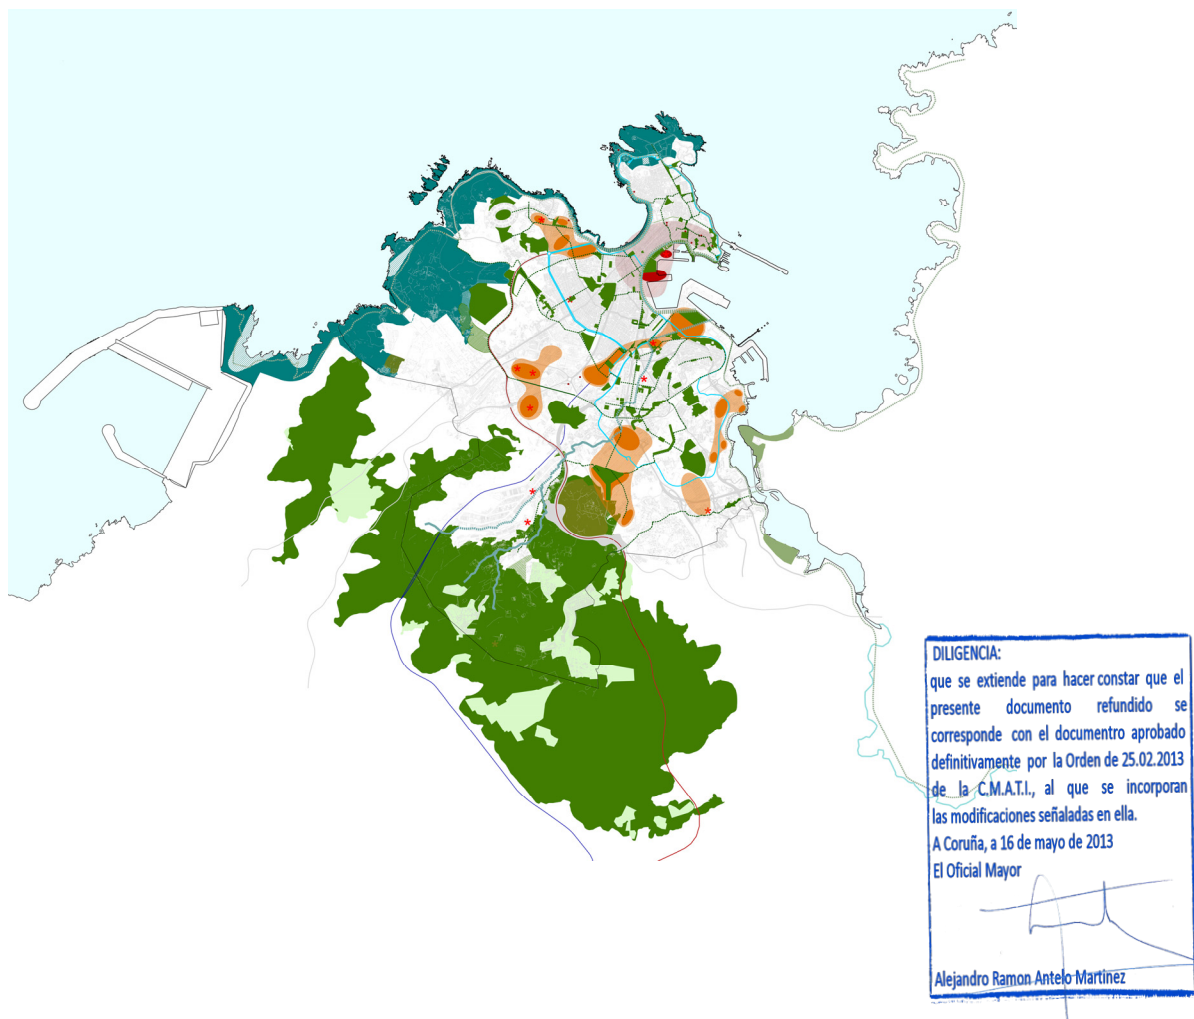 DILIGENCIA:
que se extiende para hacer constar que el
presente documento refundido se
corresponde con el documentro aprobado
definitivamente por la Orden de 25.02.2013
de la C.M.A.T.I., al que se incorporan
las modificaciones señaladas en ella.
A Coruña, a 16 de mayo de 2013
El Oficial Mayor
Alejandro Ramon Antelo Martinez